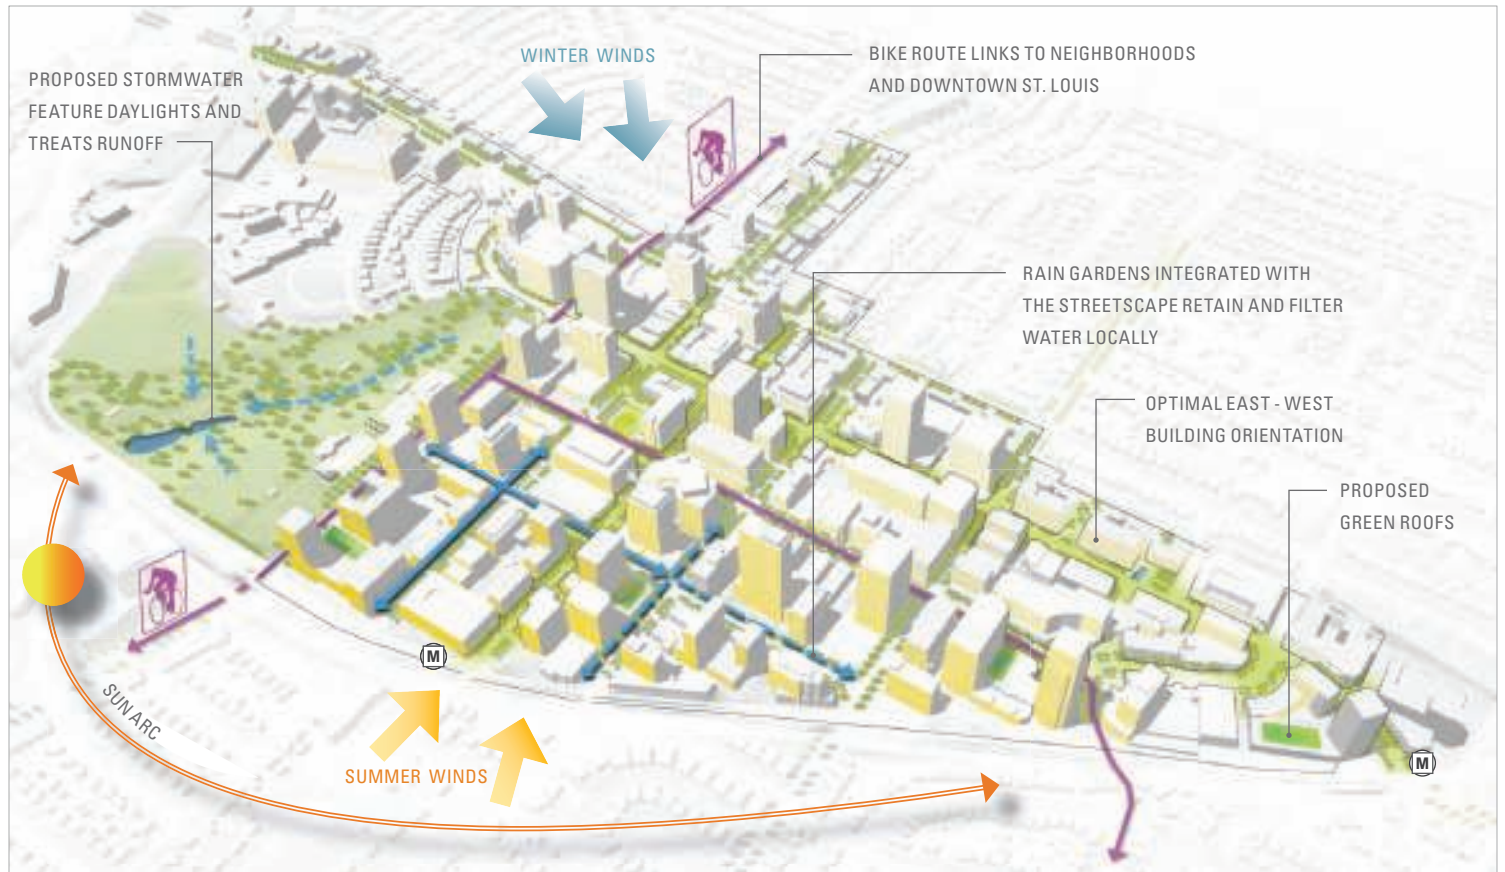 PROPOSED STORMWATER
FEATURE DAYLIGHTS AND
TREATS RUNOFF
WINTER WINDS
BIKE ROUTE LINKS TO NEIGHBORHOODS
AND DOWNTOWN ST. LOUIS
RAIN GARDENS INTEGRATED WITH
THE STREETSCAPE RETAIN AND FILTER
WATER LOCALLY
OPTIMAL EAST - WEST
BUILDING ORIENTATION
PROPOSED
GREEN ROOFS
M
SUN ARC
SUMMER WINDS
M